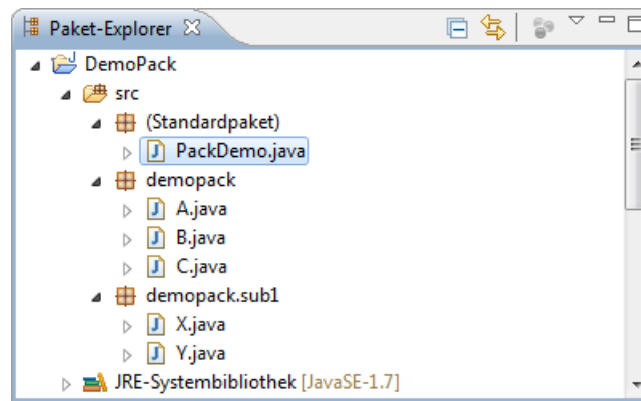 Paket-Explorer
DemoPack
src
(Standardpaket)
PackDemo.java
demopack
A.java
B.java
C.java
demopack.sub1
X.java
Y.java
JRE-Systembibliothek [JavaSE-1.7]